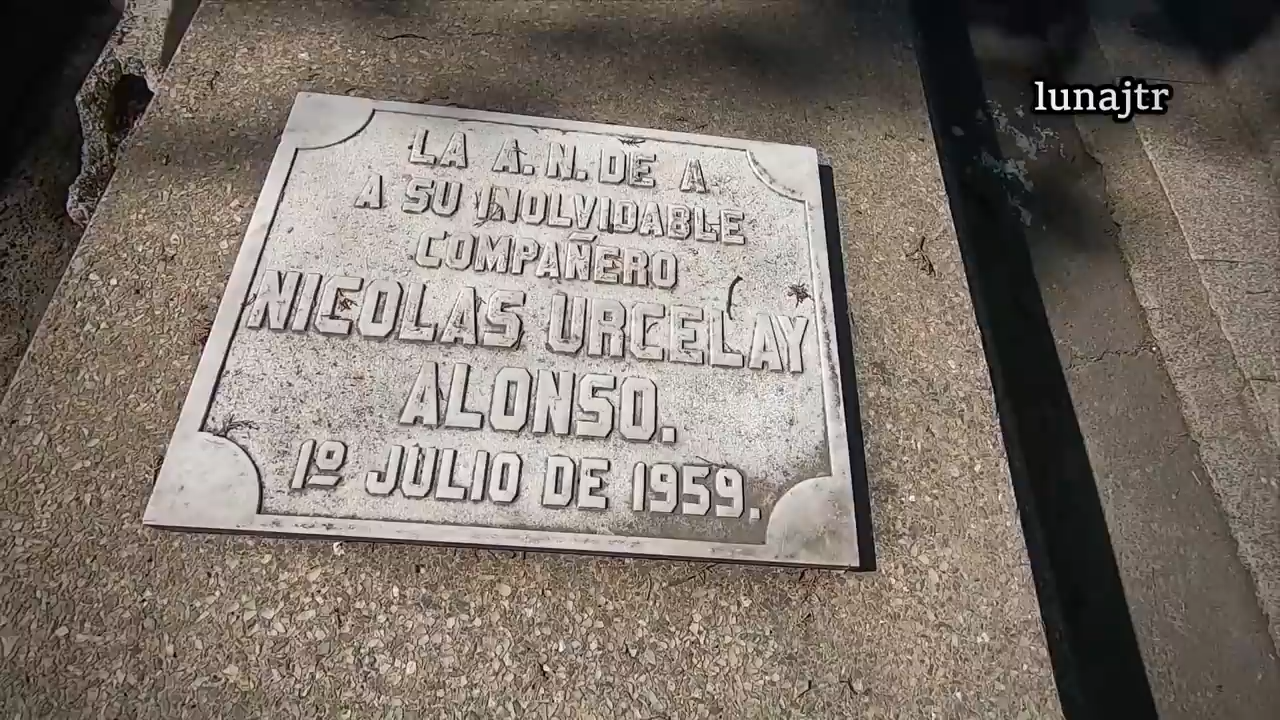 lunajtr
LA A. N. DE A
A SU INOLVIDABLE
COMPAÑERO
NICOLAS URCELAY
ALONSO.
1º JULIO DE 1959.